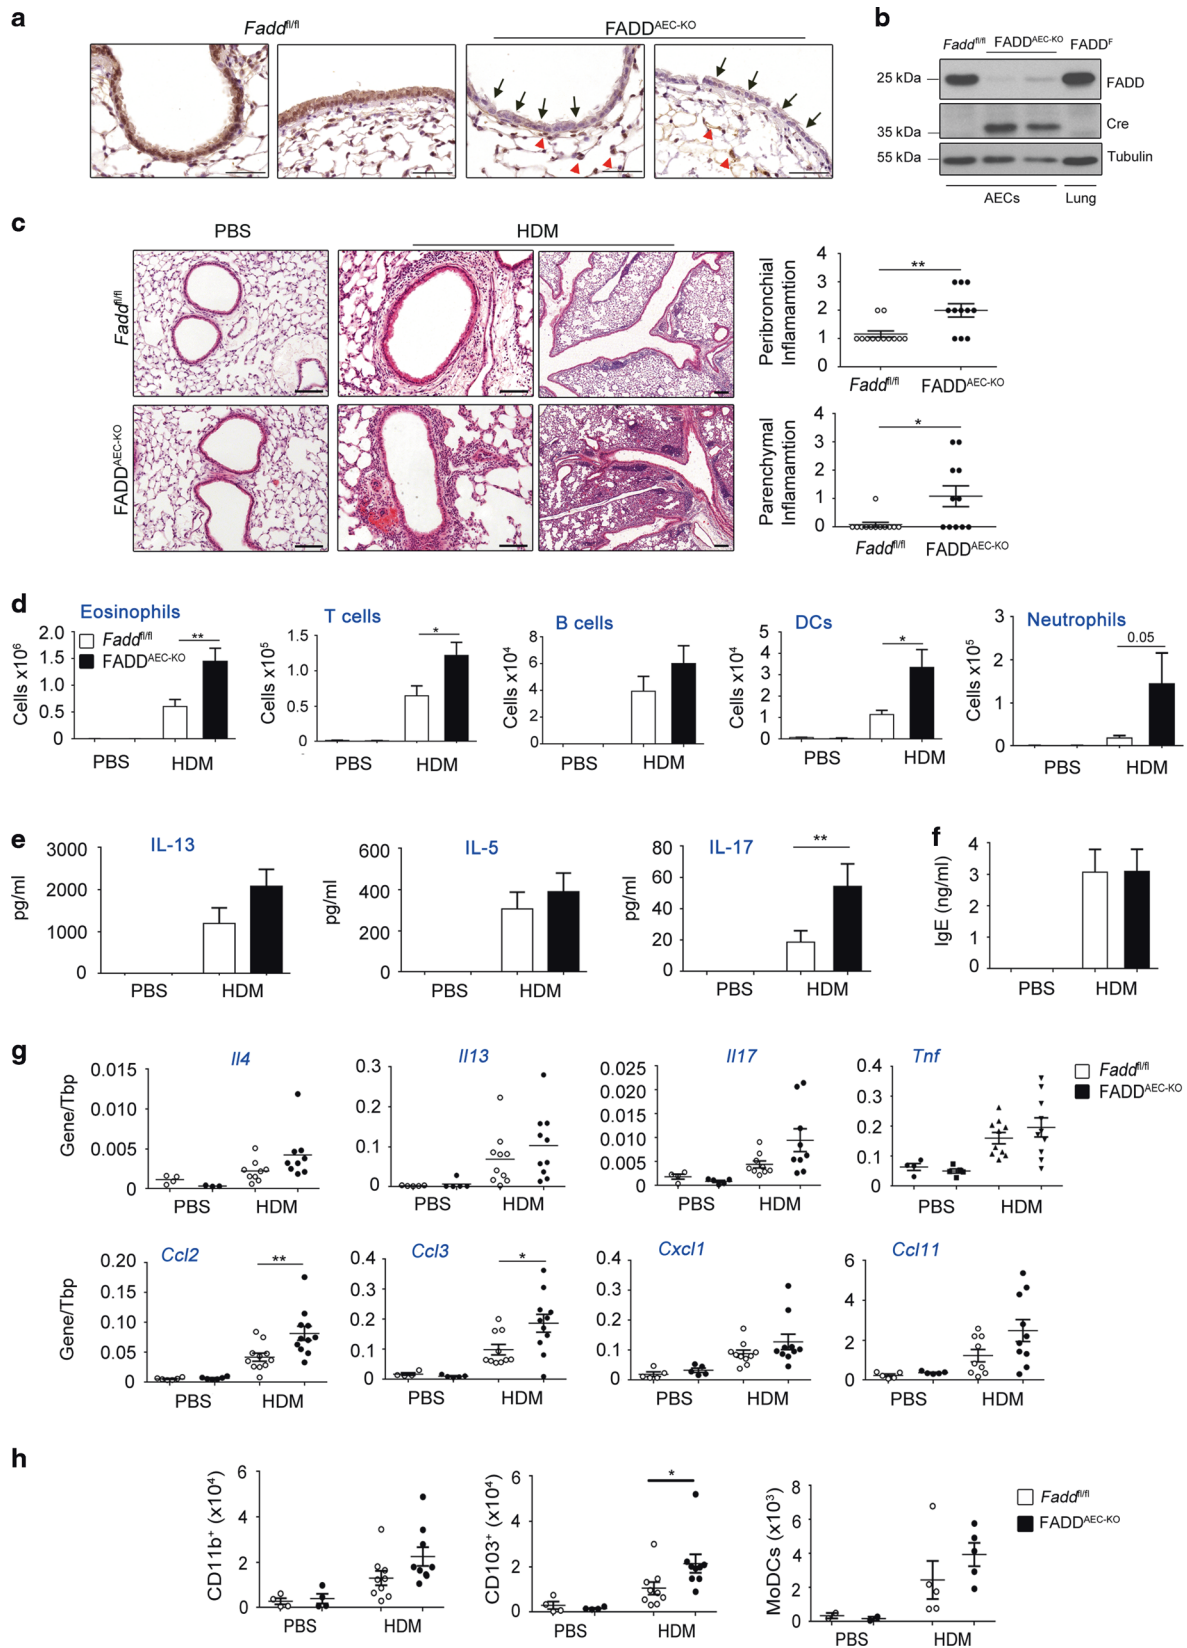 a
Fadd^fl/fl FADD^AEC-KO
b
Fadd^fl/fl FADD^AEC-KO FADD^F
25 kDa FADD
35 kDa Cre
55 kDa Tubulin
AECs Lung
c
PBS HDM
Fadd^fl/fl
FADD^AEC-KO
Peribronchial
Inflamamtion
4
3
2
1
0
**
Fadd^fl/fl FADD^AEC-KO
Parenchymal
Inflamamtion
4
3
2
1
0
*
Fadd^fl/fl FADD^AEC-KO
d
Eosinophils
Fadd^fl/fl
FADD^AEC-KO
Cells x10^6
2.0
1.5
1.0
0.5
0
**
PBS HDM
T cells
Cells x10^5
1.5
1.0
0.5
0
*
PBS HDM
B cells
Cells x10^4
8
6
4
2
0
PBS HDM
DCs
Cells x10^4
5
4
3
2
1
0
*
PBS HDM
Neutrophils
Cells x10^5
3
2
1
0
0.05
PBS HDM
e
IL-13
pg/ml
3000
2000
1000
0
PBS HDM
IL-5
pg/ml
600
400
200
0
PBS HDM
IL-17
pg/ml
80
60
40
20
0
**
PBS HDM
f
IgE (ng/ml)
4
3
2
1
0
PBS HDM
g
Il4
Gene/Tbp
0.015
0.010
0.005
0
PBS HDM
Il13
0.3
0.2
0.1
0
PBS HDM
Il17
0.025
0.020
0.015
0.010
0.005
0
PBS HDM
Tnf
0.4
0.3
0.2
0.1
0
PBS HDM
Fadd^fl/fl
FADD^AEC-KO
Ccl2
Gene/Tbp
0.20
0.15
0.10
0.05
0
**
PBS HDM
Ccl3
0.4
0.3
0.2
0.1
0
*
PBS HDM
Cxcl1
0.4
0.3
0.2
0.1
0
PBS HDM
Ccl11
6
4
2
0
PBS HDM
h
CD11b^+ (x10^4)
6
4
2
0
PBS HDM
CD103^+ (x10^4)
6
4
2
0
*
PBS HDM
MoDCs (x10^3)
8
6
4
2
0
PBS HDM
Fadd^fl/fl
FADD^AEC-KO